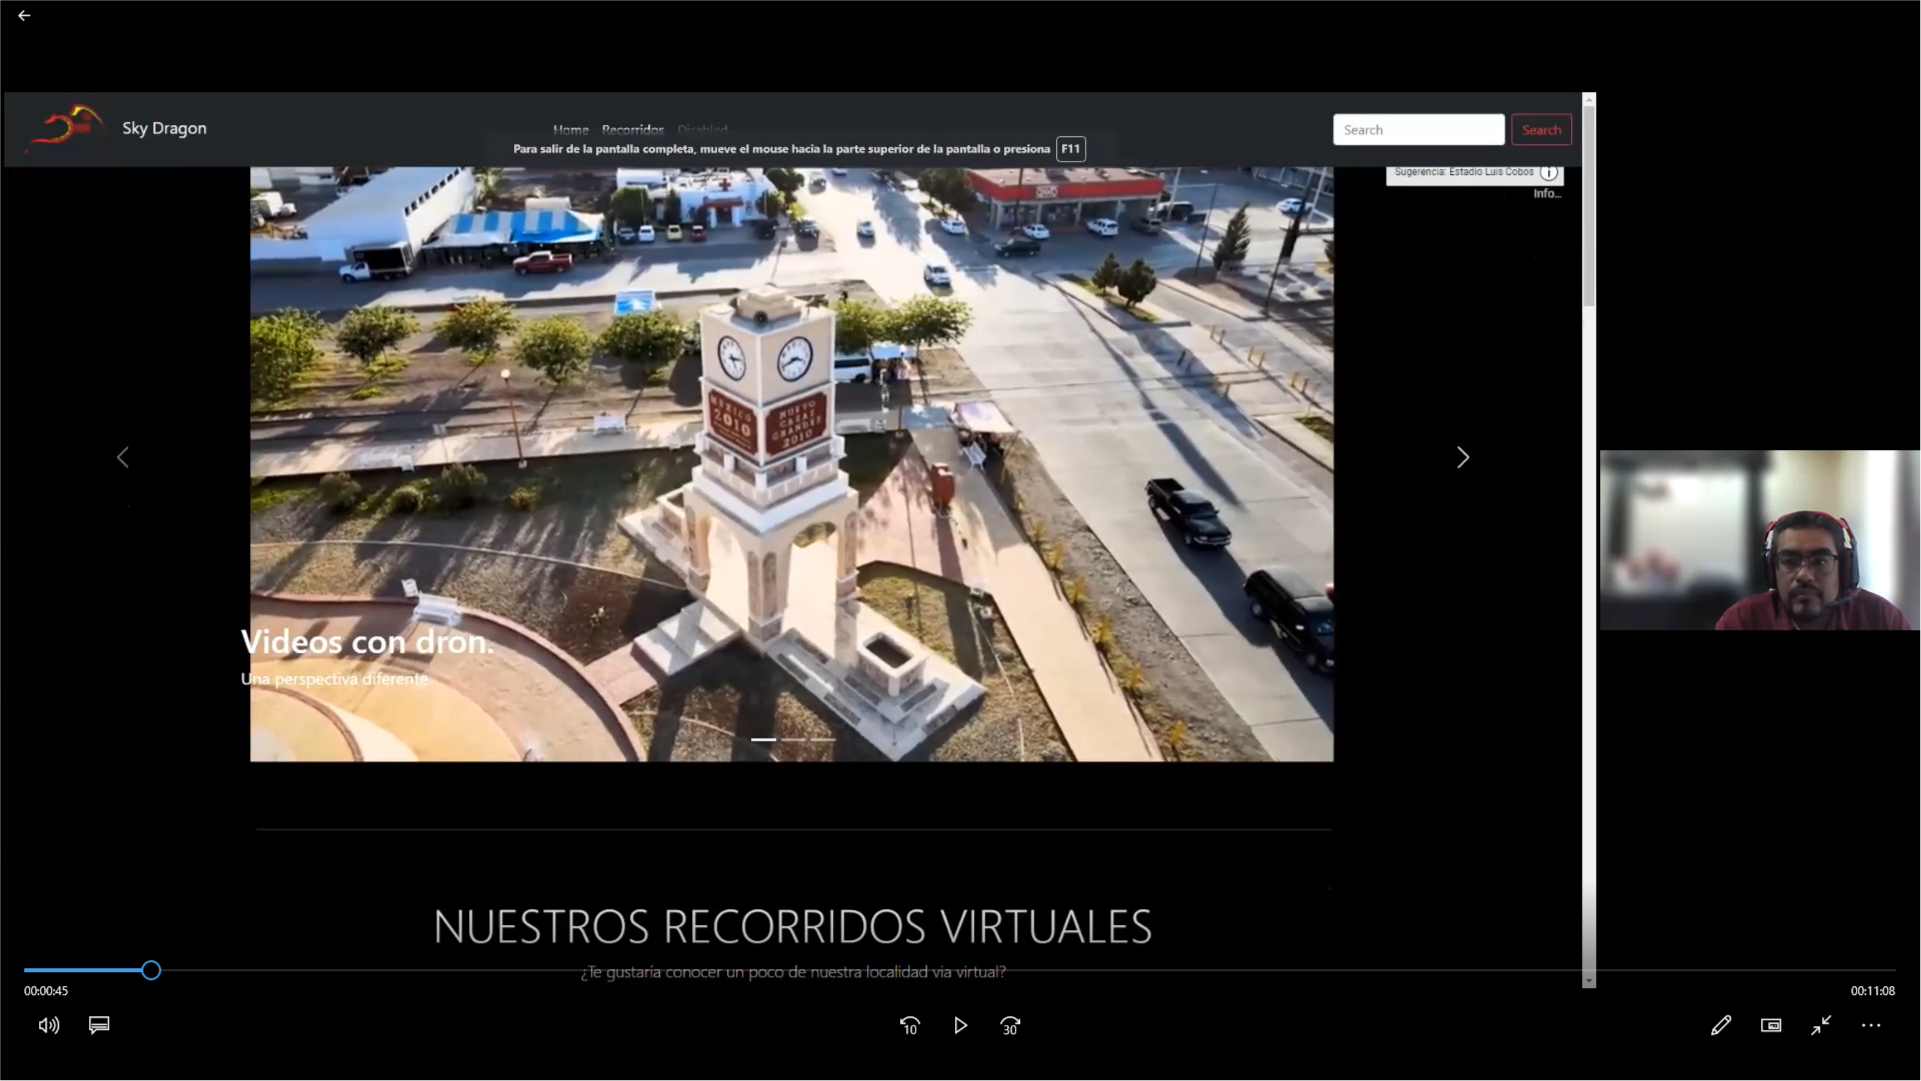 Sky Dragon
Home Recorridos Disabled
Search Search
Para salir de la pantalla completa, mueve el mouse hacia la parte superior de la pantalla o presiona F11
Sugerencia: Estadio Luis Cobos
Info...
OXXO
MEXICO
2010
NUEVO
CASAS
GRANDES
2010
Videos con dron.
Una perspectiva diferente
NUESTROS RECORRIDOS VIRTUALES
¿Te gustaría conocer un poco de nuestra localidad via virtual?
00:00:45
00:11:08
10
30